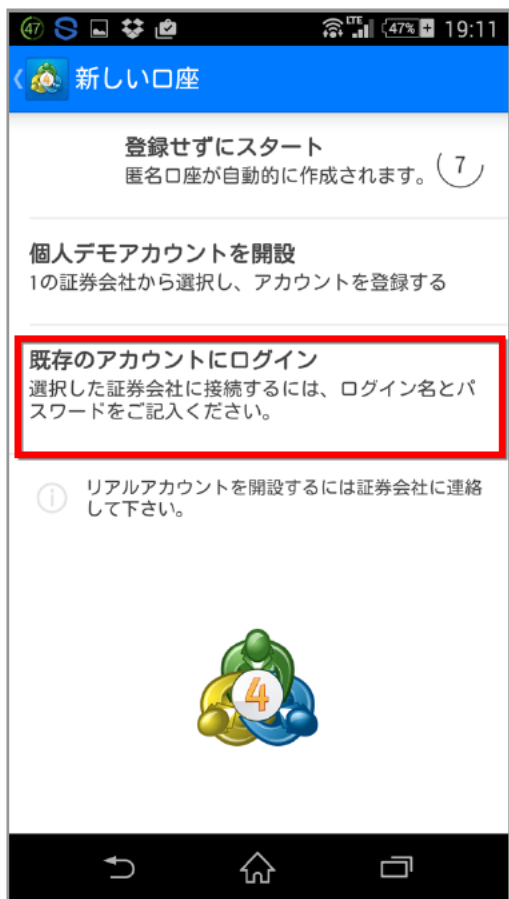 47
LTE
47%
19:11
新しい口座
登録せずにスタート
匿名口座が自動的に作成されます。
7
個人デモアカウントを開設
1の証券会社から選択し、アカウントを登録する
既存のアカウントにログイン
選択した証券会社に接続するには、ログイン名とパ
スワードをご記入ください。
リアルアカウントを開設するには証券会社に連絡
して下さい。
4